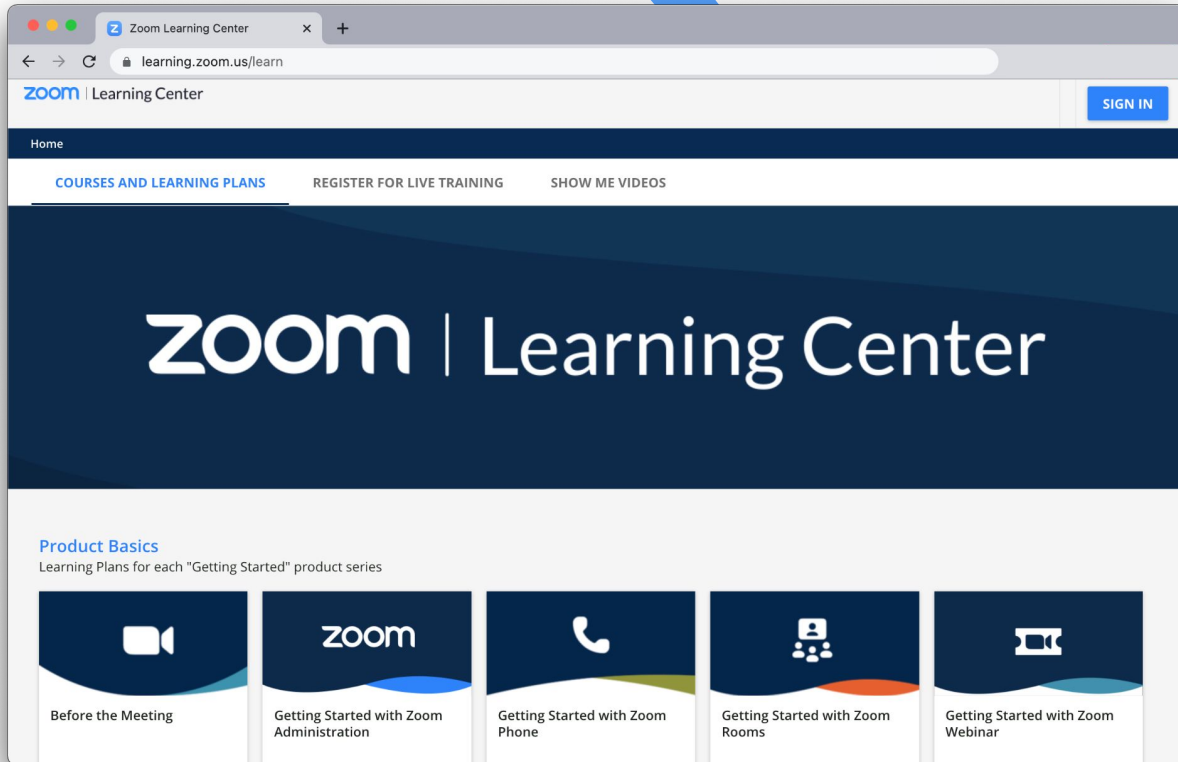 Zoom Learning Center
learning.zoom.us/learn
zoom | Learning Center
SIGN IN
Home
COURSES AND LEARNING PLANS REGISTER FOR LIVE TRAINING SHOW ME VIDEOS
zoom | Learning Center
Product Basics
Learning Plans for each "Getting Started" product series
zoom
Before the Meeting
Getting Started with Zoom
Administration
Getting Started with Zoom
Phone
Getting Started with Zoom
Rooms
Getting Started with Zoom
Webinar